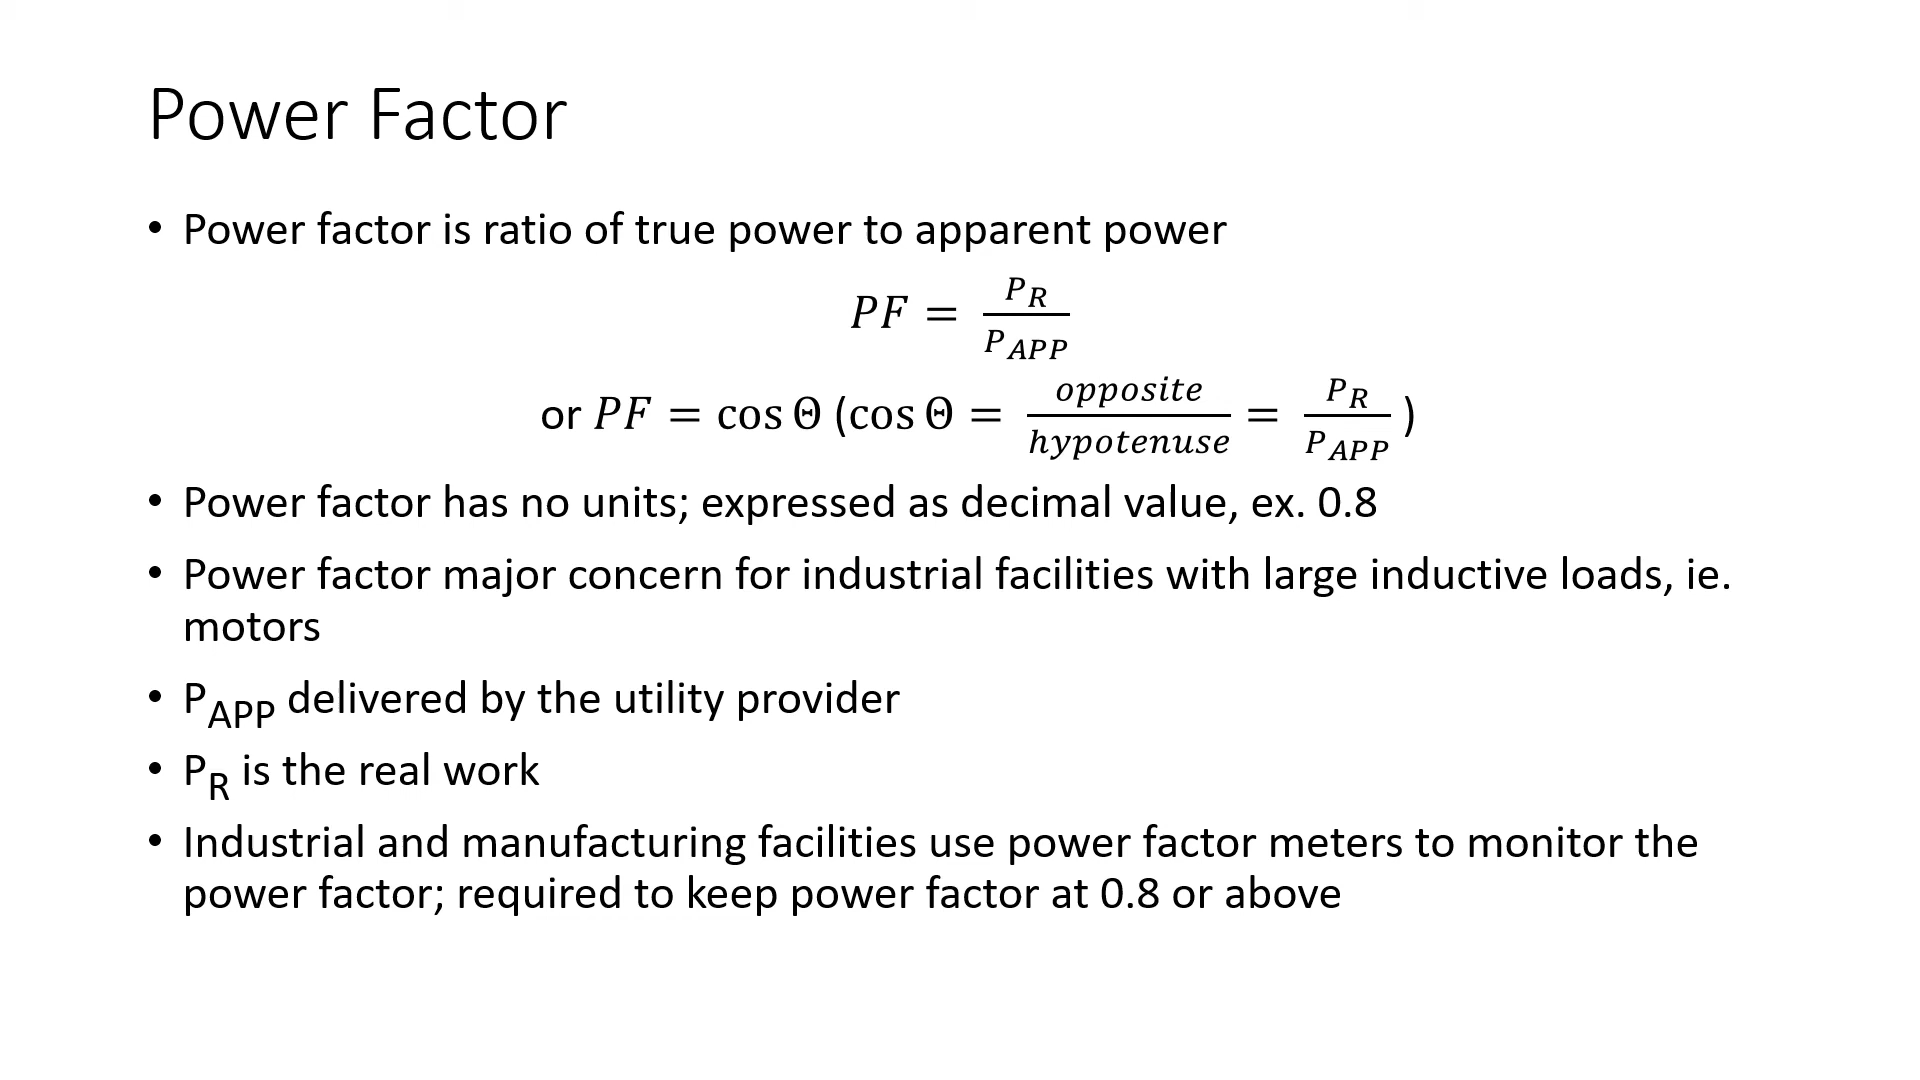 Power Factor
• Power factor is ratio of true power to apparent power
PF = P_R / P_APP
or PF = cos Θ (cos Θ = opposite / hypotenuse = P_R / P_APP )
• Power factor has no units; expressed as decimal value, ex. 0.8
• Power factor major concern for industrial facilities with large inductive loads, ie.
motors
• P_APP delivered by the utility provider
• P_R is the real work
• Industrial and manufacturing facilities use power factor meters to monitor the
power factor; required to keep power factor at 0.8 or above